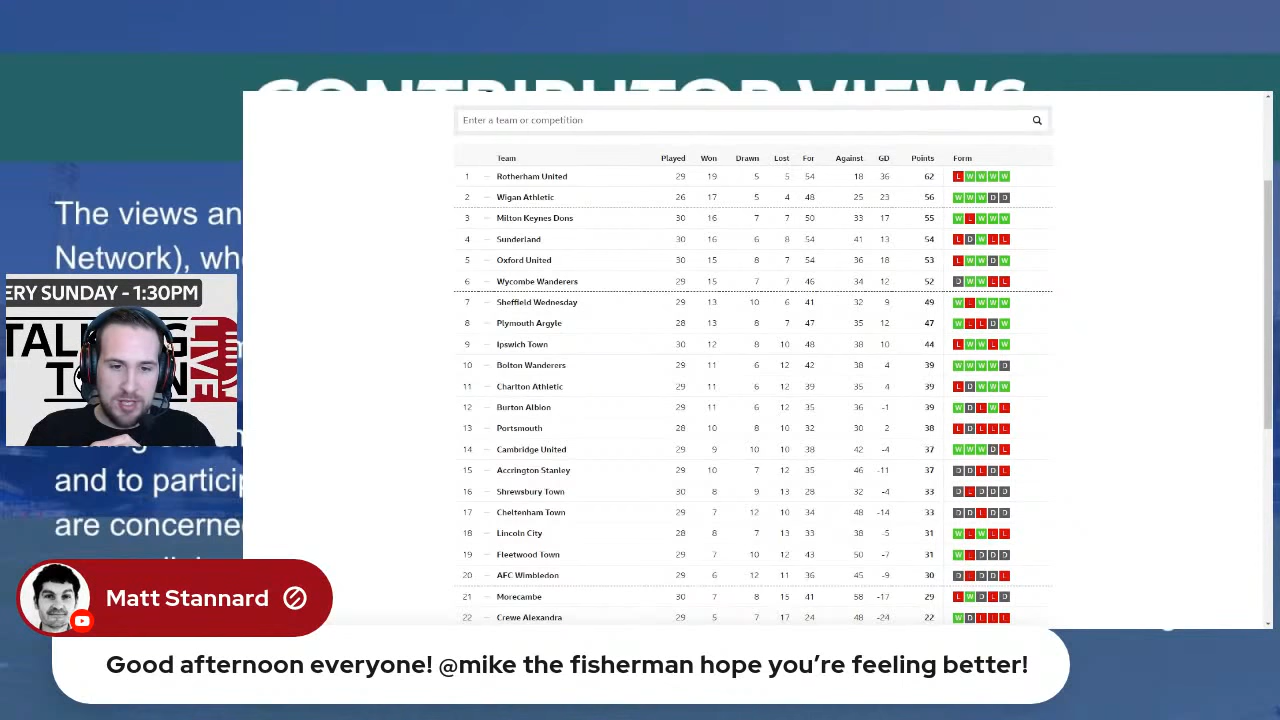 CONTRIBUTOR VIEWS
Enter a team or competition
Team Played Won Drawn Lost For Against GD Points Form
1 Rotherham United 29 19 5 5 54 18 36 62 L W W W W
2 Wigan Athletic 26 17 5 4 48 25 23 56 W W W D D
3 Milton Keynes Dons 30 16 7 7 50 33 17 55 W L W W W
4 Sunderland 30 16 6 8 54 41 13 54 L D W L L
5 Oxford United 30 15 8 7 54 36 18 53 L W W D W
6 Wycombe Wanderers 29 15 7 7 46 34 12 52 D W W L L
7 Sheffield Wednesday 29 13 10 6 41 32 9 49 W L W W W
8 Plymouth Argyle 28 13 8 7 47 35 12 47 W L L D W
9 Ipswich Town 30 12 8 10 48 38 10 44 L W W L W
10 Bolton Wanderers 29 11 6 12 42 38 4 39 W W W W D
11 Charlton Athletic 29 11 6 12 39 35 4 39 L D W W W
12 Burton Albion 29 11 6 12 35 36 -1 39 W D L W L
13 Portsmouth 28 10 8 10 32 30 2 38 L D L L L
14 Cambridge United 29 9 10 10 38 42 -4 37 W W W D L
15 Accrington Stanley 29 10 7 12 35 46 -11 37 D D L D L
16 Shrewsbury Town 30 8 9 13 28 32 -4 33 D L D D D
17 Cheltenham Town 29 7 12 10 34 48 -14 33 D D L D D
18 Lincoln City 28 8 7 13 33 38 -5 31 W L W L L
19 Fleetwood Town 29 7 10 12 43 50 -7 31 W L D D D
20 AFC Wimbledon 29 6 12 11 36 45 -9 30 D L D D L
21 Morecambe 30 7 8 15 41 58 -17 29 L W D L D
22 Crewe Alexandra 29 5 7 17 24 48 -24 22 W D L L L
The views an
Network), wh
ERY SUNDAY - 1:30PM
TAL
LIVE
and to particip
are concerne
Matt Stannard
Good afternoon everyone! @mike the fisherman hope you’re feeling better!